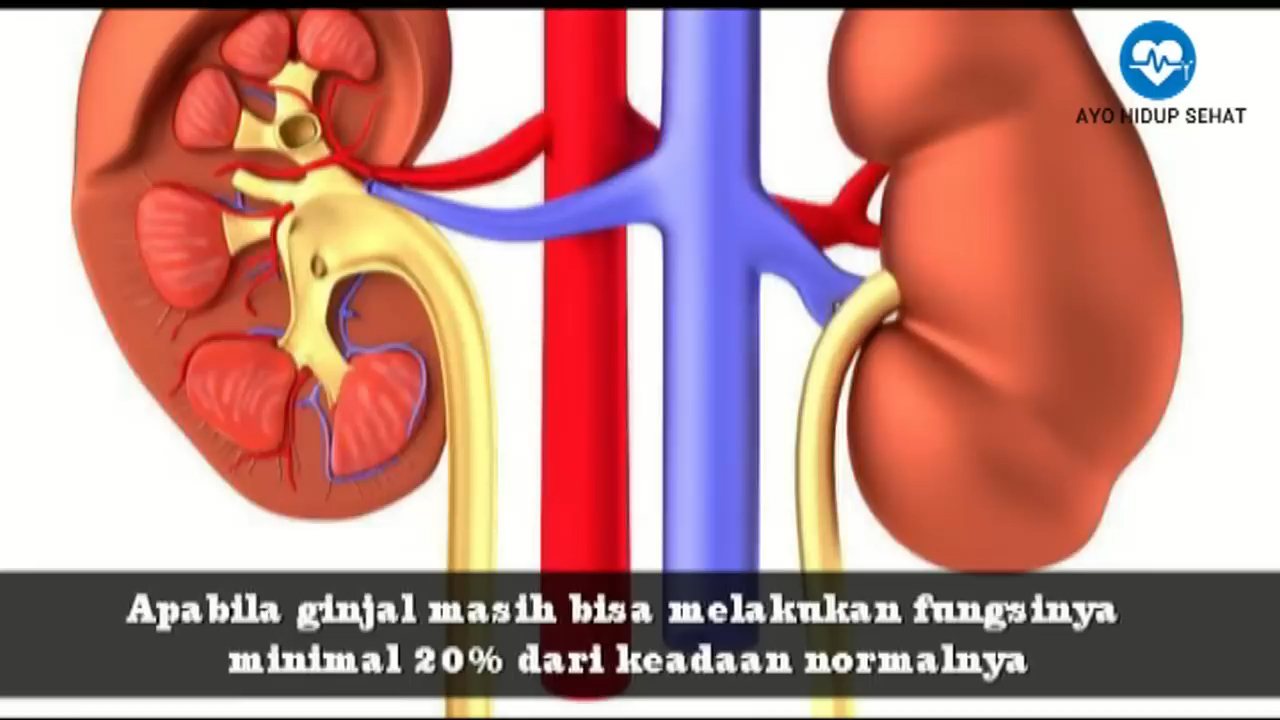 AYO HIDUP SEHAT
Apabila ginjal masih bisa melakukan fungsinya
minimal 20% dari keadaan normalnya